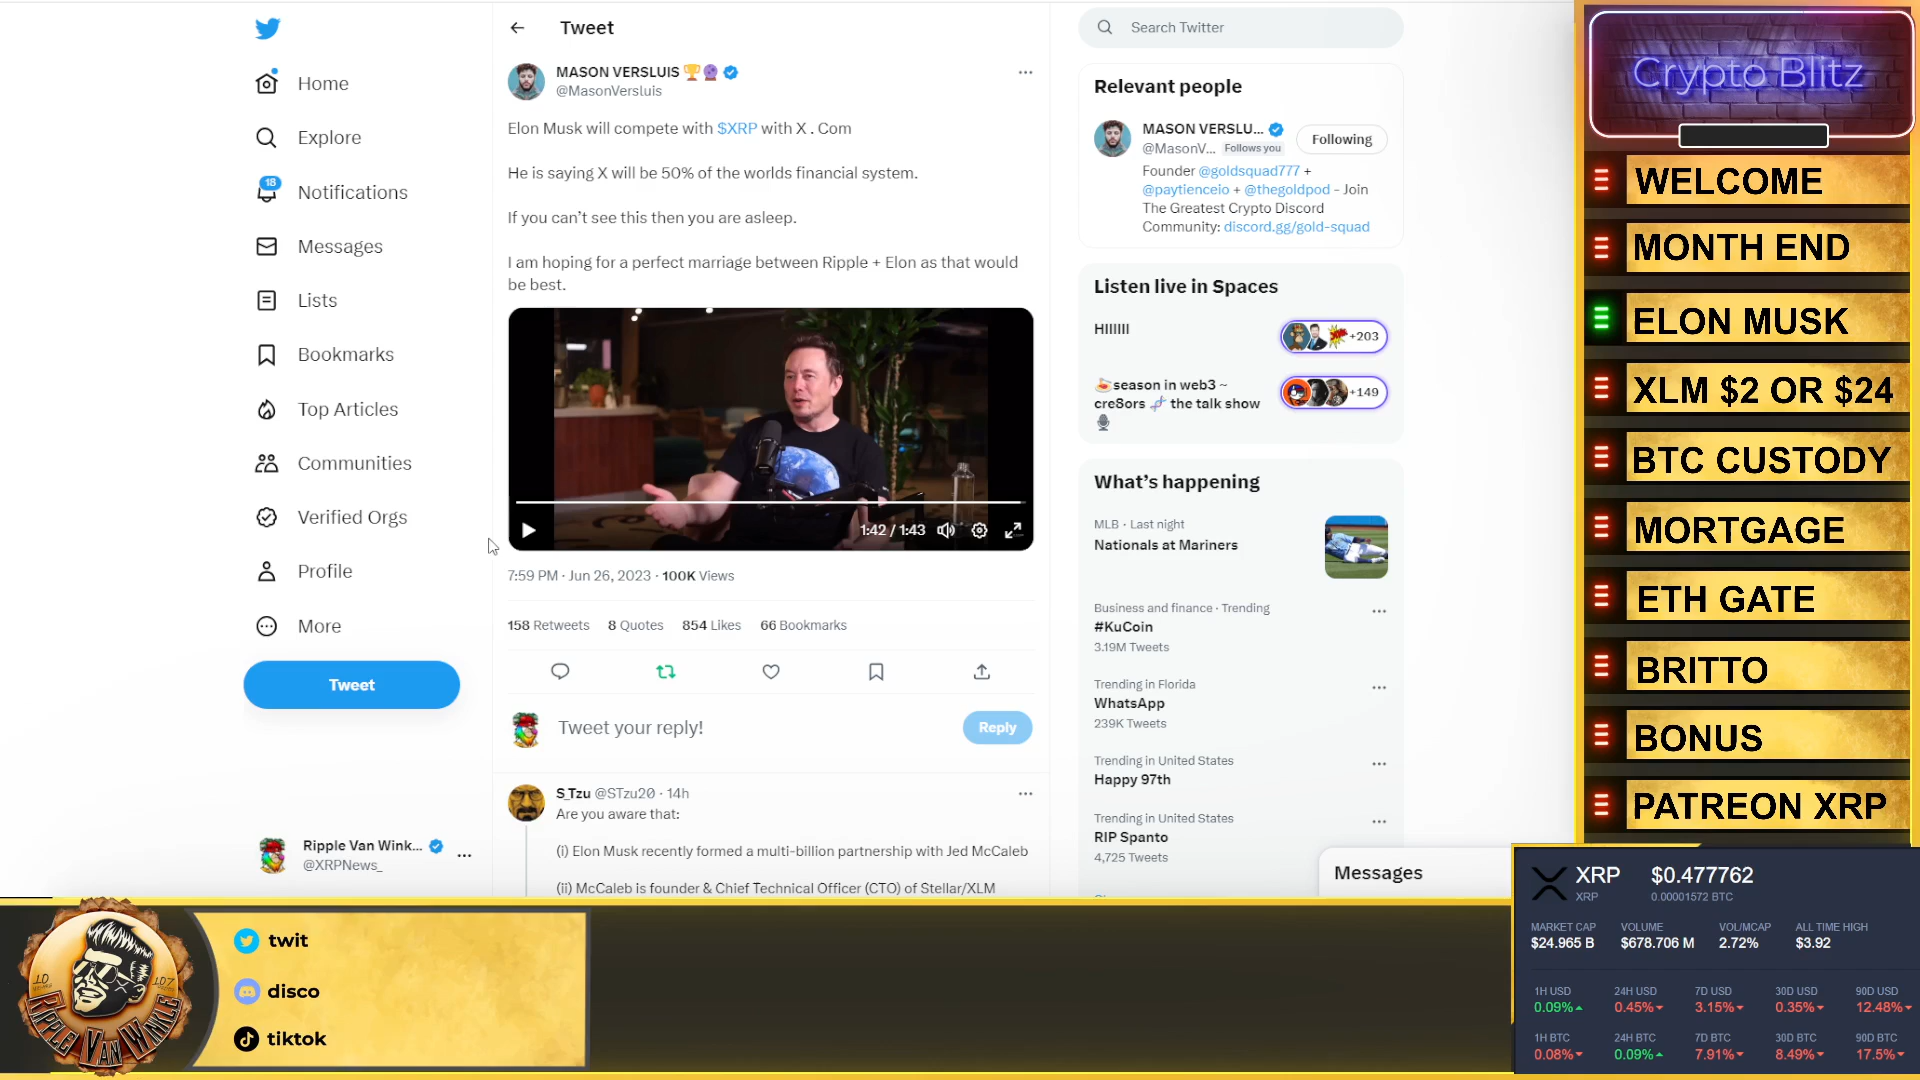 Home
Explore
18
Notifications
Messages
Lists
Bookmarks
Top Articles
Communities
Verified Orgs
Profile
More
Tweet
Ripple Van Wink...
@XRPNews_
Tweet
MASON VERSLUIS
@MasonVersluis
Elon Musk will compete with $XRP with X . Com
He is saying X will be 50% of the worlds financial system.
If you can’t see this then you are asleep.
I am hoping for a perfect marriage between Ripple + Elon as that would
be best.
1:42 / 1:43
7:59 PM · Jun 26, 2023 · 100K Views
158 Retweets 8 Quotes 854 Likes 66 Bookmarks
Tweet your reply!
Reply
S_Tzu @STzu20 · 14h
Are you aware that:
(i) Elon Musk recently formed a multi-billion partnership with Jed McCaleb
(ii) McCaleb is founder & Chief Technical Officer (CTO) of Stellar/XLM
Search Twitter
Relevant people
MASON VERSLU...
@MasonV... Follows you
Following
Founder @goldsquad777 +
@paytienceio + @thegoldpod - Join
The Greatest Crypto Discord
Community: discord.gg/gold-squad
Listen live in Spaces
HIIIIII
+203
season in web3 ~
cre8ors the talk show
+149
What’s happening
MLB · Last night
Nationals at Mariners
Business and finance · Trending
#KuCoin
3.19M Tweets
Trending in Florida
WhatsApp
239K Tweets
Trending in United States
Happy 97th
Trending in United States
RIP Spanto
4,725 Tweets
Messages
Crypto Blitz
WELCOME
MONTH END
ELON MUSK
XLM $2 OR $24
BTC CUSTODY
MORTGAGE
ETH GATE
BRITTO
BONUS
PATREON XRP
XRP $0.477762
XRP 0.00001572 BTC
MARKET CAP VOLUME VOL/MCAP ALL TIME HIGH
$24.965 B $678.706 M 2.72% $3.92
1H USD 24H USD 7D USD 30D USD 90D USD
0.09% 0.45% 3.15% 0.35% 12.48%
1H BTC 24H BTC 7D BTC 30D BTC 90D BTC
0.08% 0.09% 7.91% 8.49% 17.5%
10 107
RIPPLE VAN WINKLE
twit
disco
tiktok